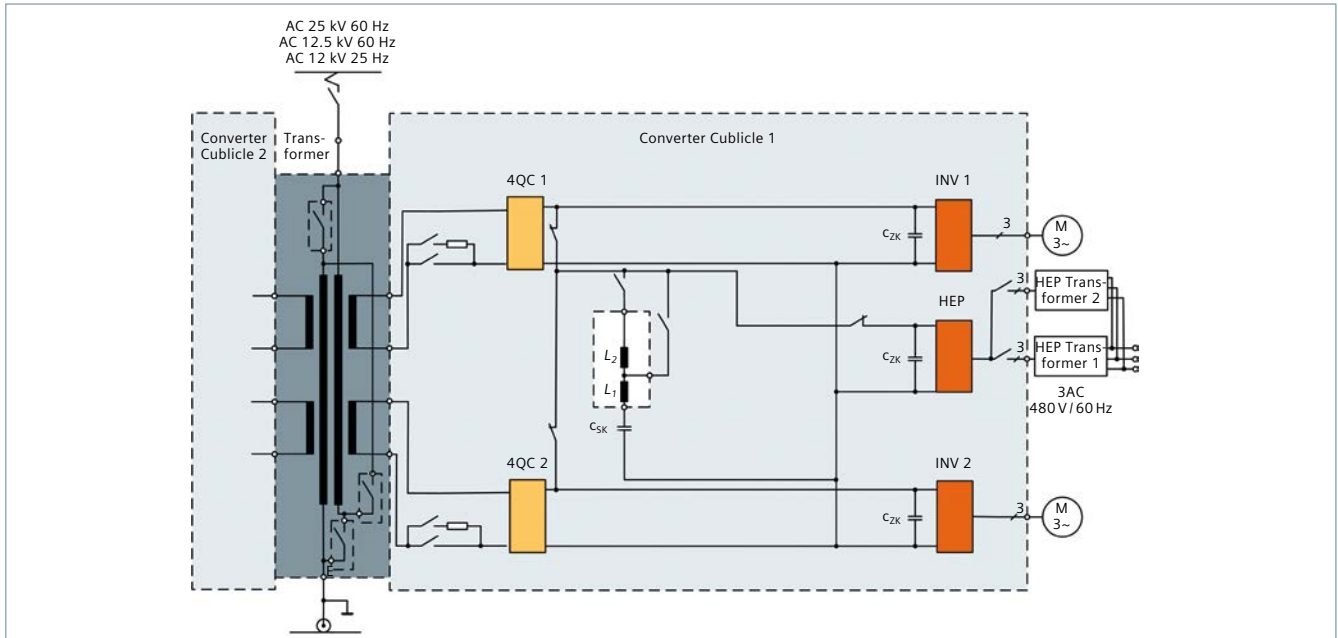 AC 25 kV 60 Hz
AC 12.5 kV 60 Hz
AC 12 kV 25 Hz
Converter
Cublicle 2
Trans-
former
Converter Cublicle 1
4QC 1
INV 1
cZK
3
M
3~
3
HEP Trans-
former 2
HEP
cZK
L2
L1
3
HEP Trans-
former 1
3AC
480 V / 60 Hz
cSK
4QC 2
INV 2
cZK
3
M
3~